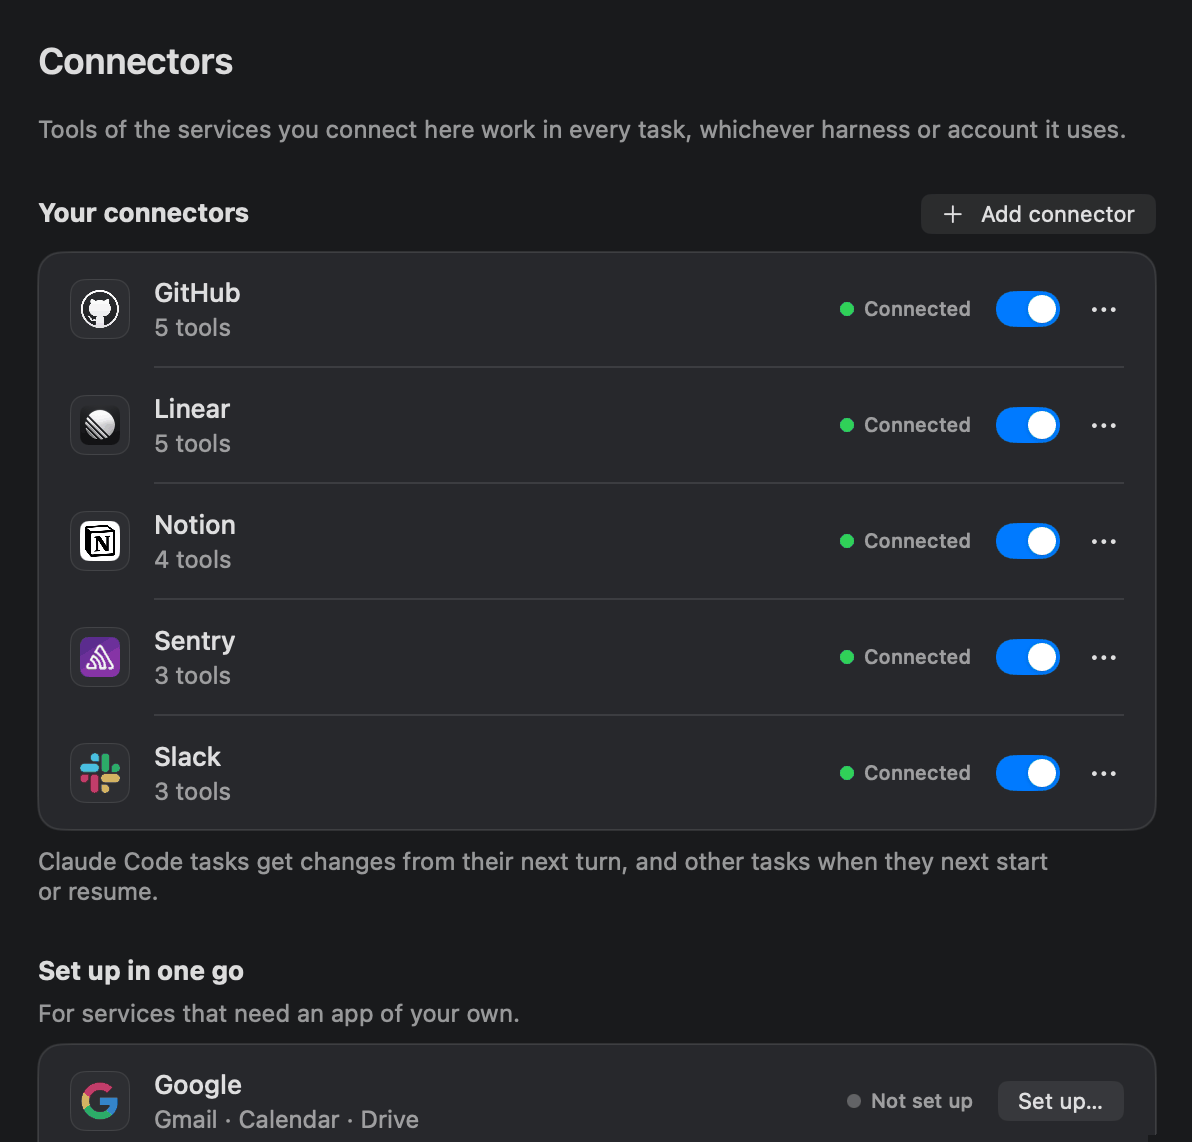 Connectors
Tools of the services you connect here work in every task, whichever harness or account it uses.
Your connectors
+ Add connector
GitHub
5 tools
Connected
Linear
5 tools
Connected
N
Notion
4 tools
Connected
Sentry
3 tools
Connected
Slack
3 tools
Connected
Claude Code tasks get changes from their next turn, and other tasks when they next start
or resume.
Set up in one go
For services that need an app of your own.
G
Google
Gmail · Calendar · Drive
Not set up
Set up...